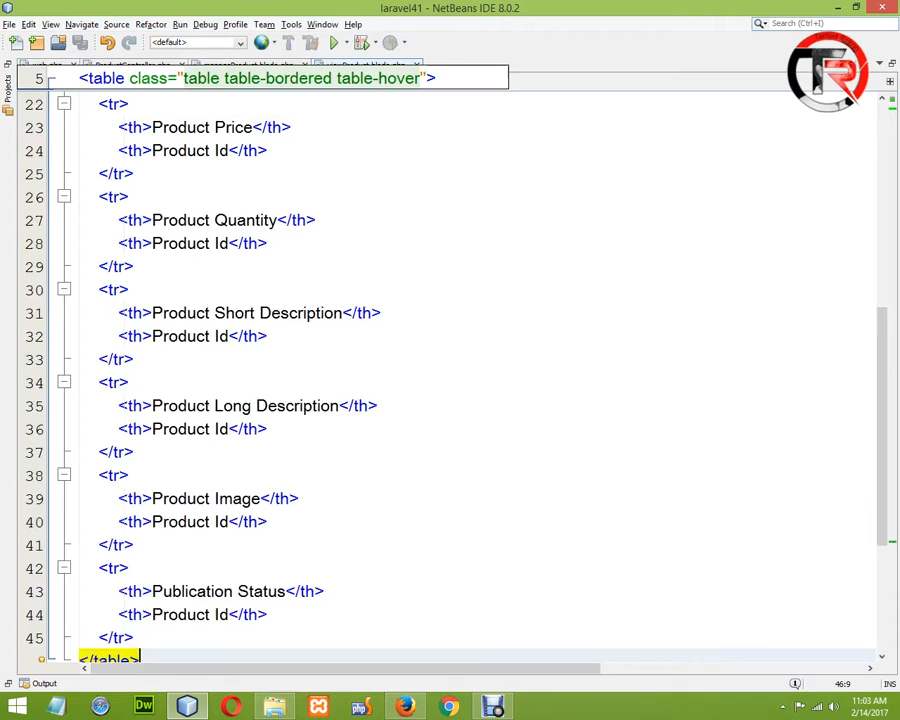 laravel41 - NetBeans IDE 8.0.2
File Edit View Navigate Source Refactor Run Debug Profile Team Tools Window Help
Search (Ctrl+I)
<default>
Projects
5 <table class="table table-bordered table-hover">
22 <tr>
23 <th>Product Price</th>
24 <th>Product Id</th>
25 </tr>
26 <tr>
27 <th>Product Quantity</th>
28 <th>Product Id</th>
29 </tr>
30 <tr>
31 <th>Product Short Description</th>
32 <th>Product Id</th>
33 </tr>
34 <tr>
35 <th>Product Long Description</th>
36 <th>Product Id</th>
37 </tr>
38 <tr>
39 <th>Product Image</th>
40 <th>Product Id</th>
41 </tr>
42 <tr>
43 <th>Publication Status</th>
44 <th>Product Id</th>
45 </tr>
</table>
Output
46:9 INS
Dw
php
11:03 AM
2/14/2017